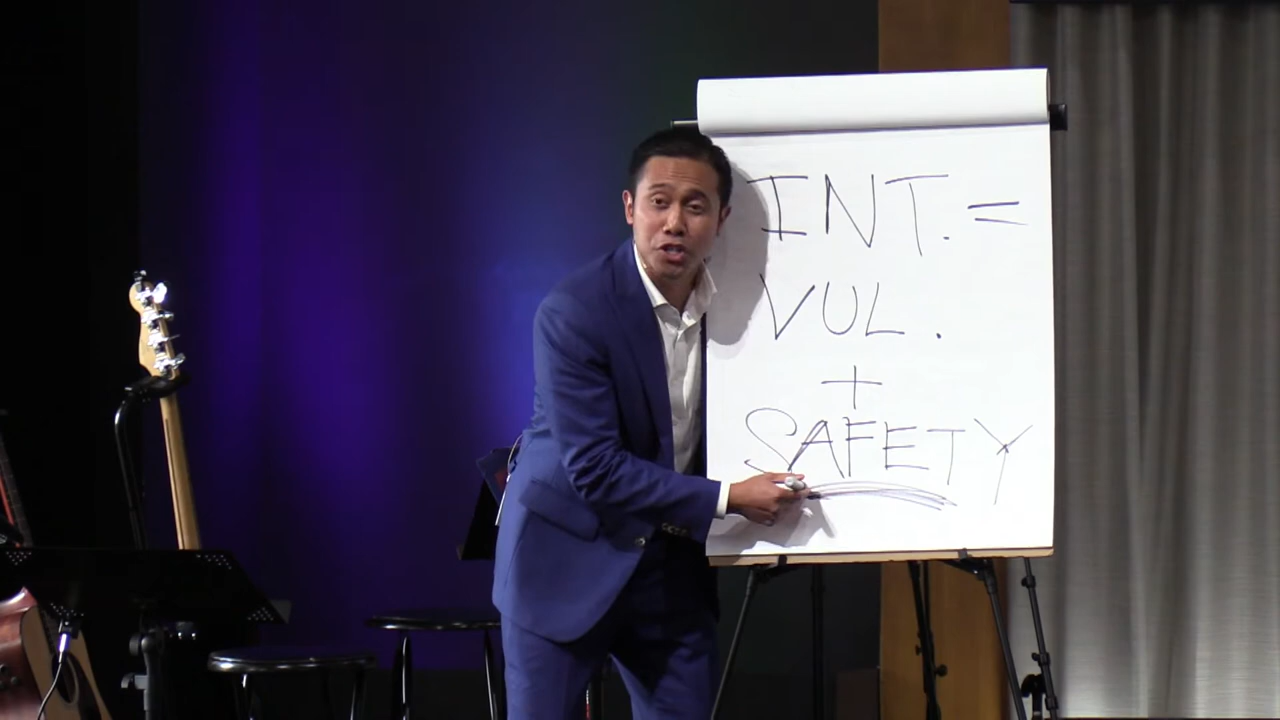 INT. =
VUL.
+
SAFETY